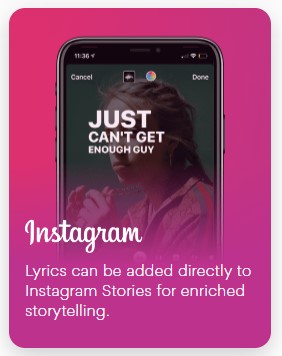 11:36
Cancel
Done
JUST
CAN'T GET
ENOUGH GUY
Instagram
Lyrics can be added directly to
Instagram Stories for enriched
storytelling.